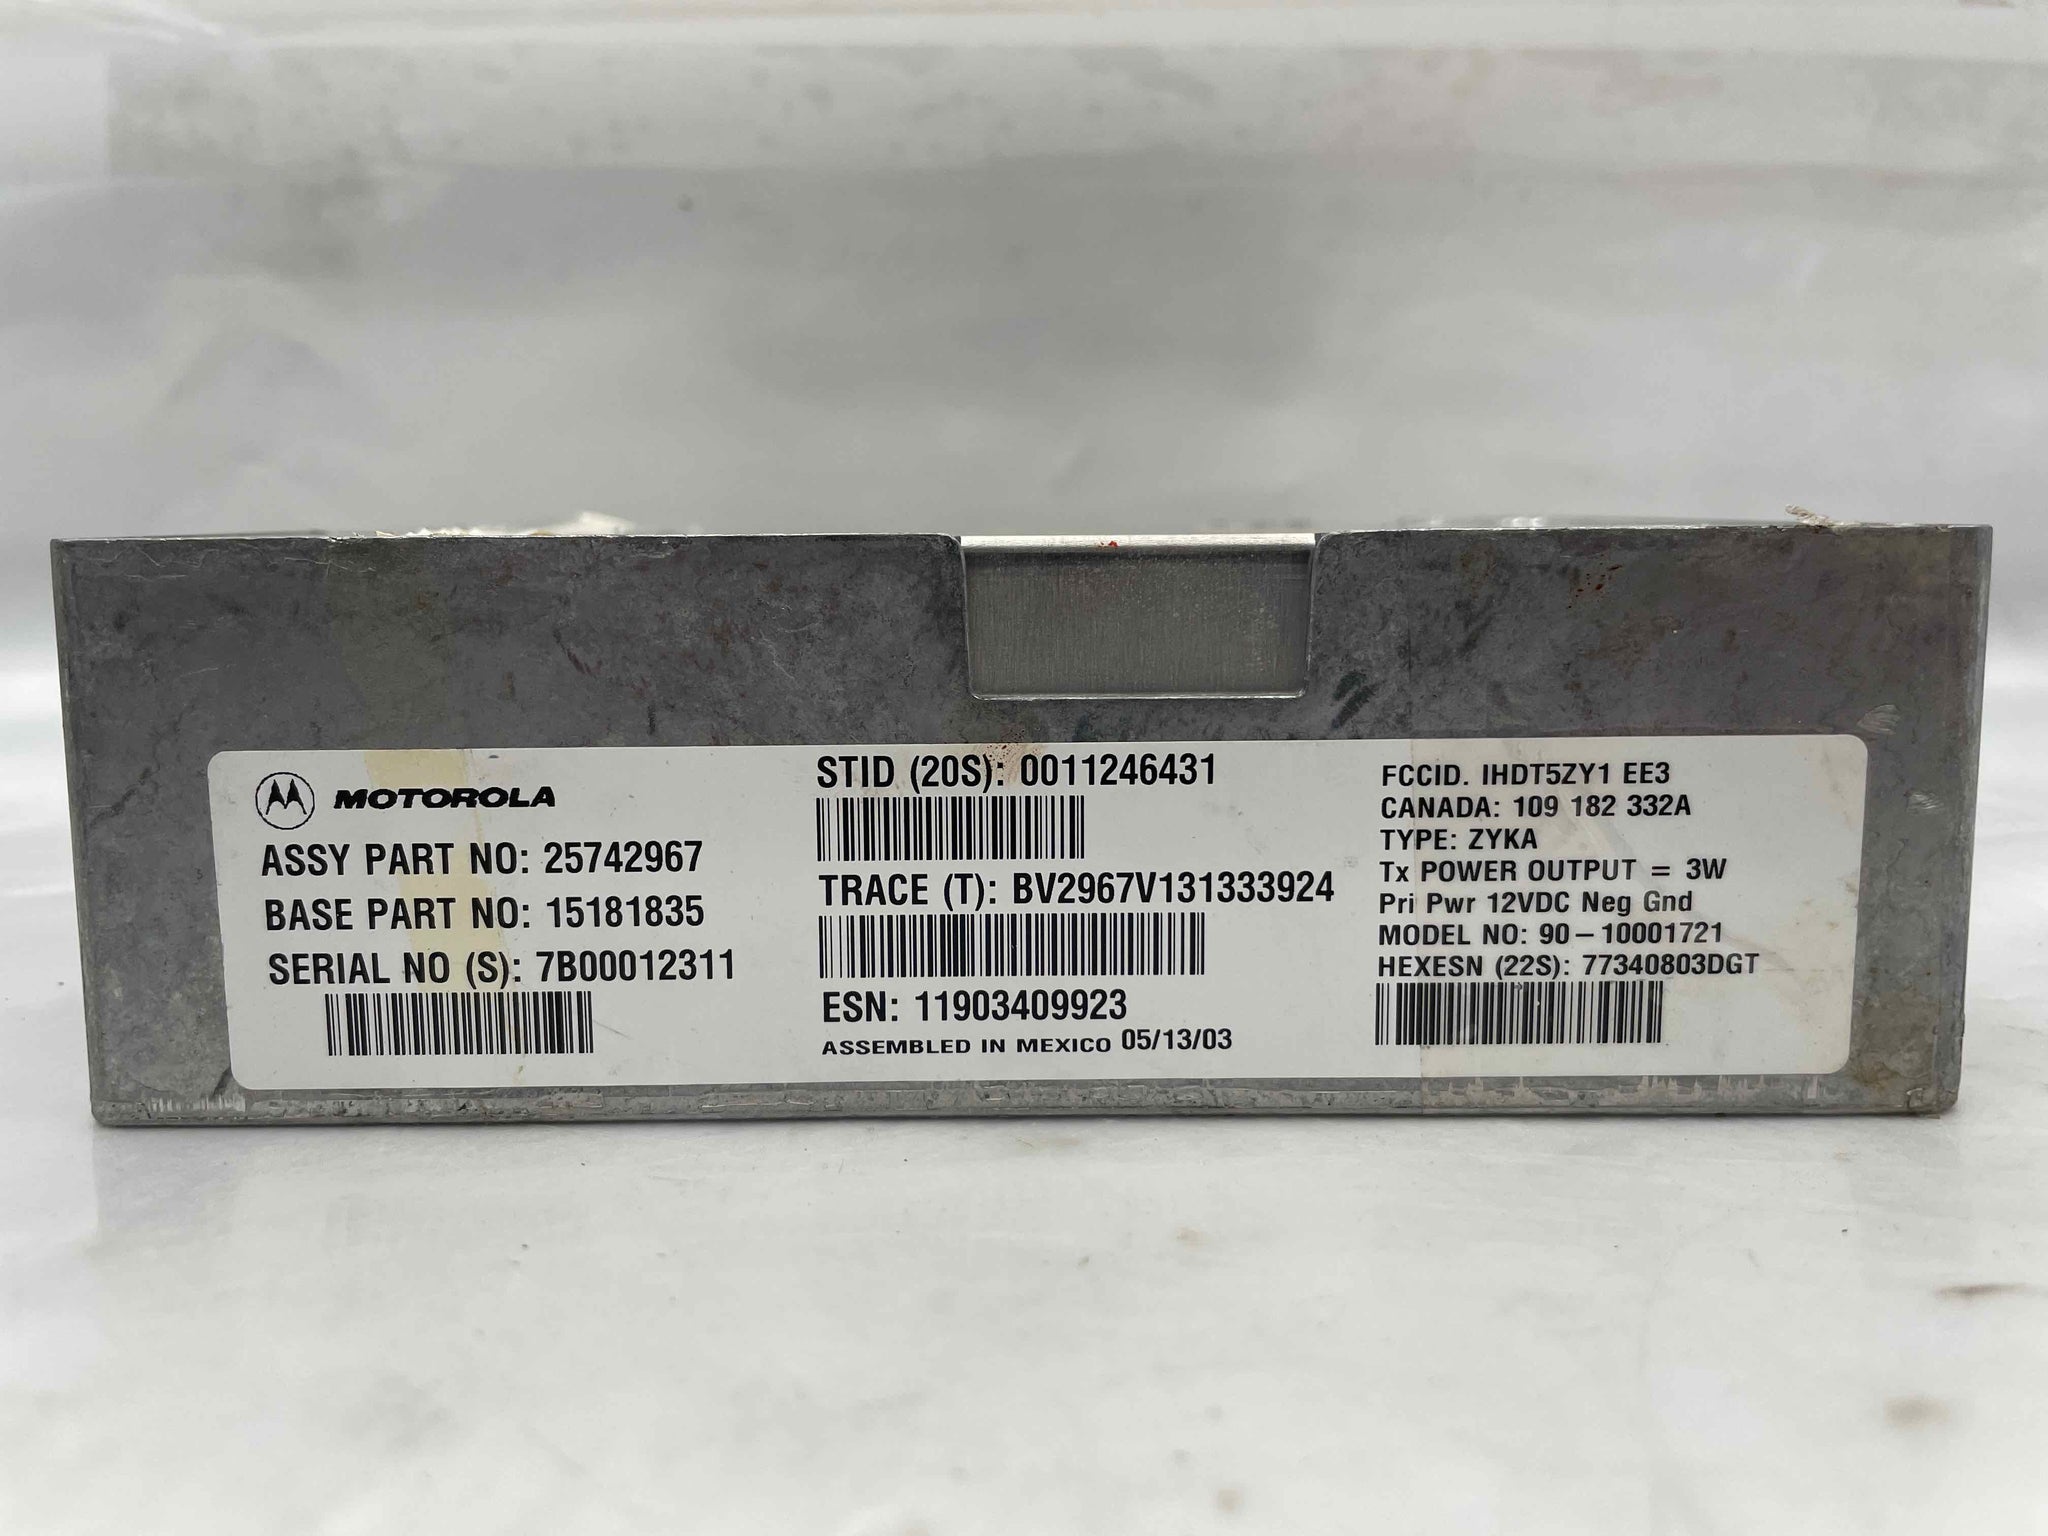 MOTOROLA
ASSY PART NO: 25742967
BASE PART NO: 15181835
SERIAL NO (S): 7B00012311
STID (20S): 0011246431
TRACE (T): BV2967V131333924
ESN: 11903409923
ASSEMBLED IN MEXICO 05/13/03
FCCID. IHDT5ZY1 EE3
CANADA: 109 182 332A
TYPE: ZYKA
Tx POWER OUTPUT = 3W
Pri Pwr 12VDC Neg Gnd
MODEL NO: 90-10001721
HEXESN (22S): 77340803DGT